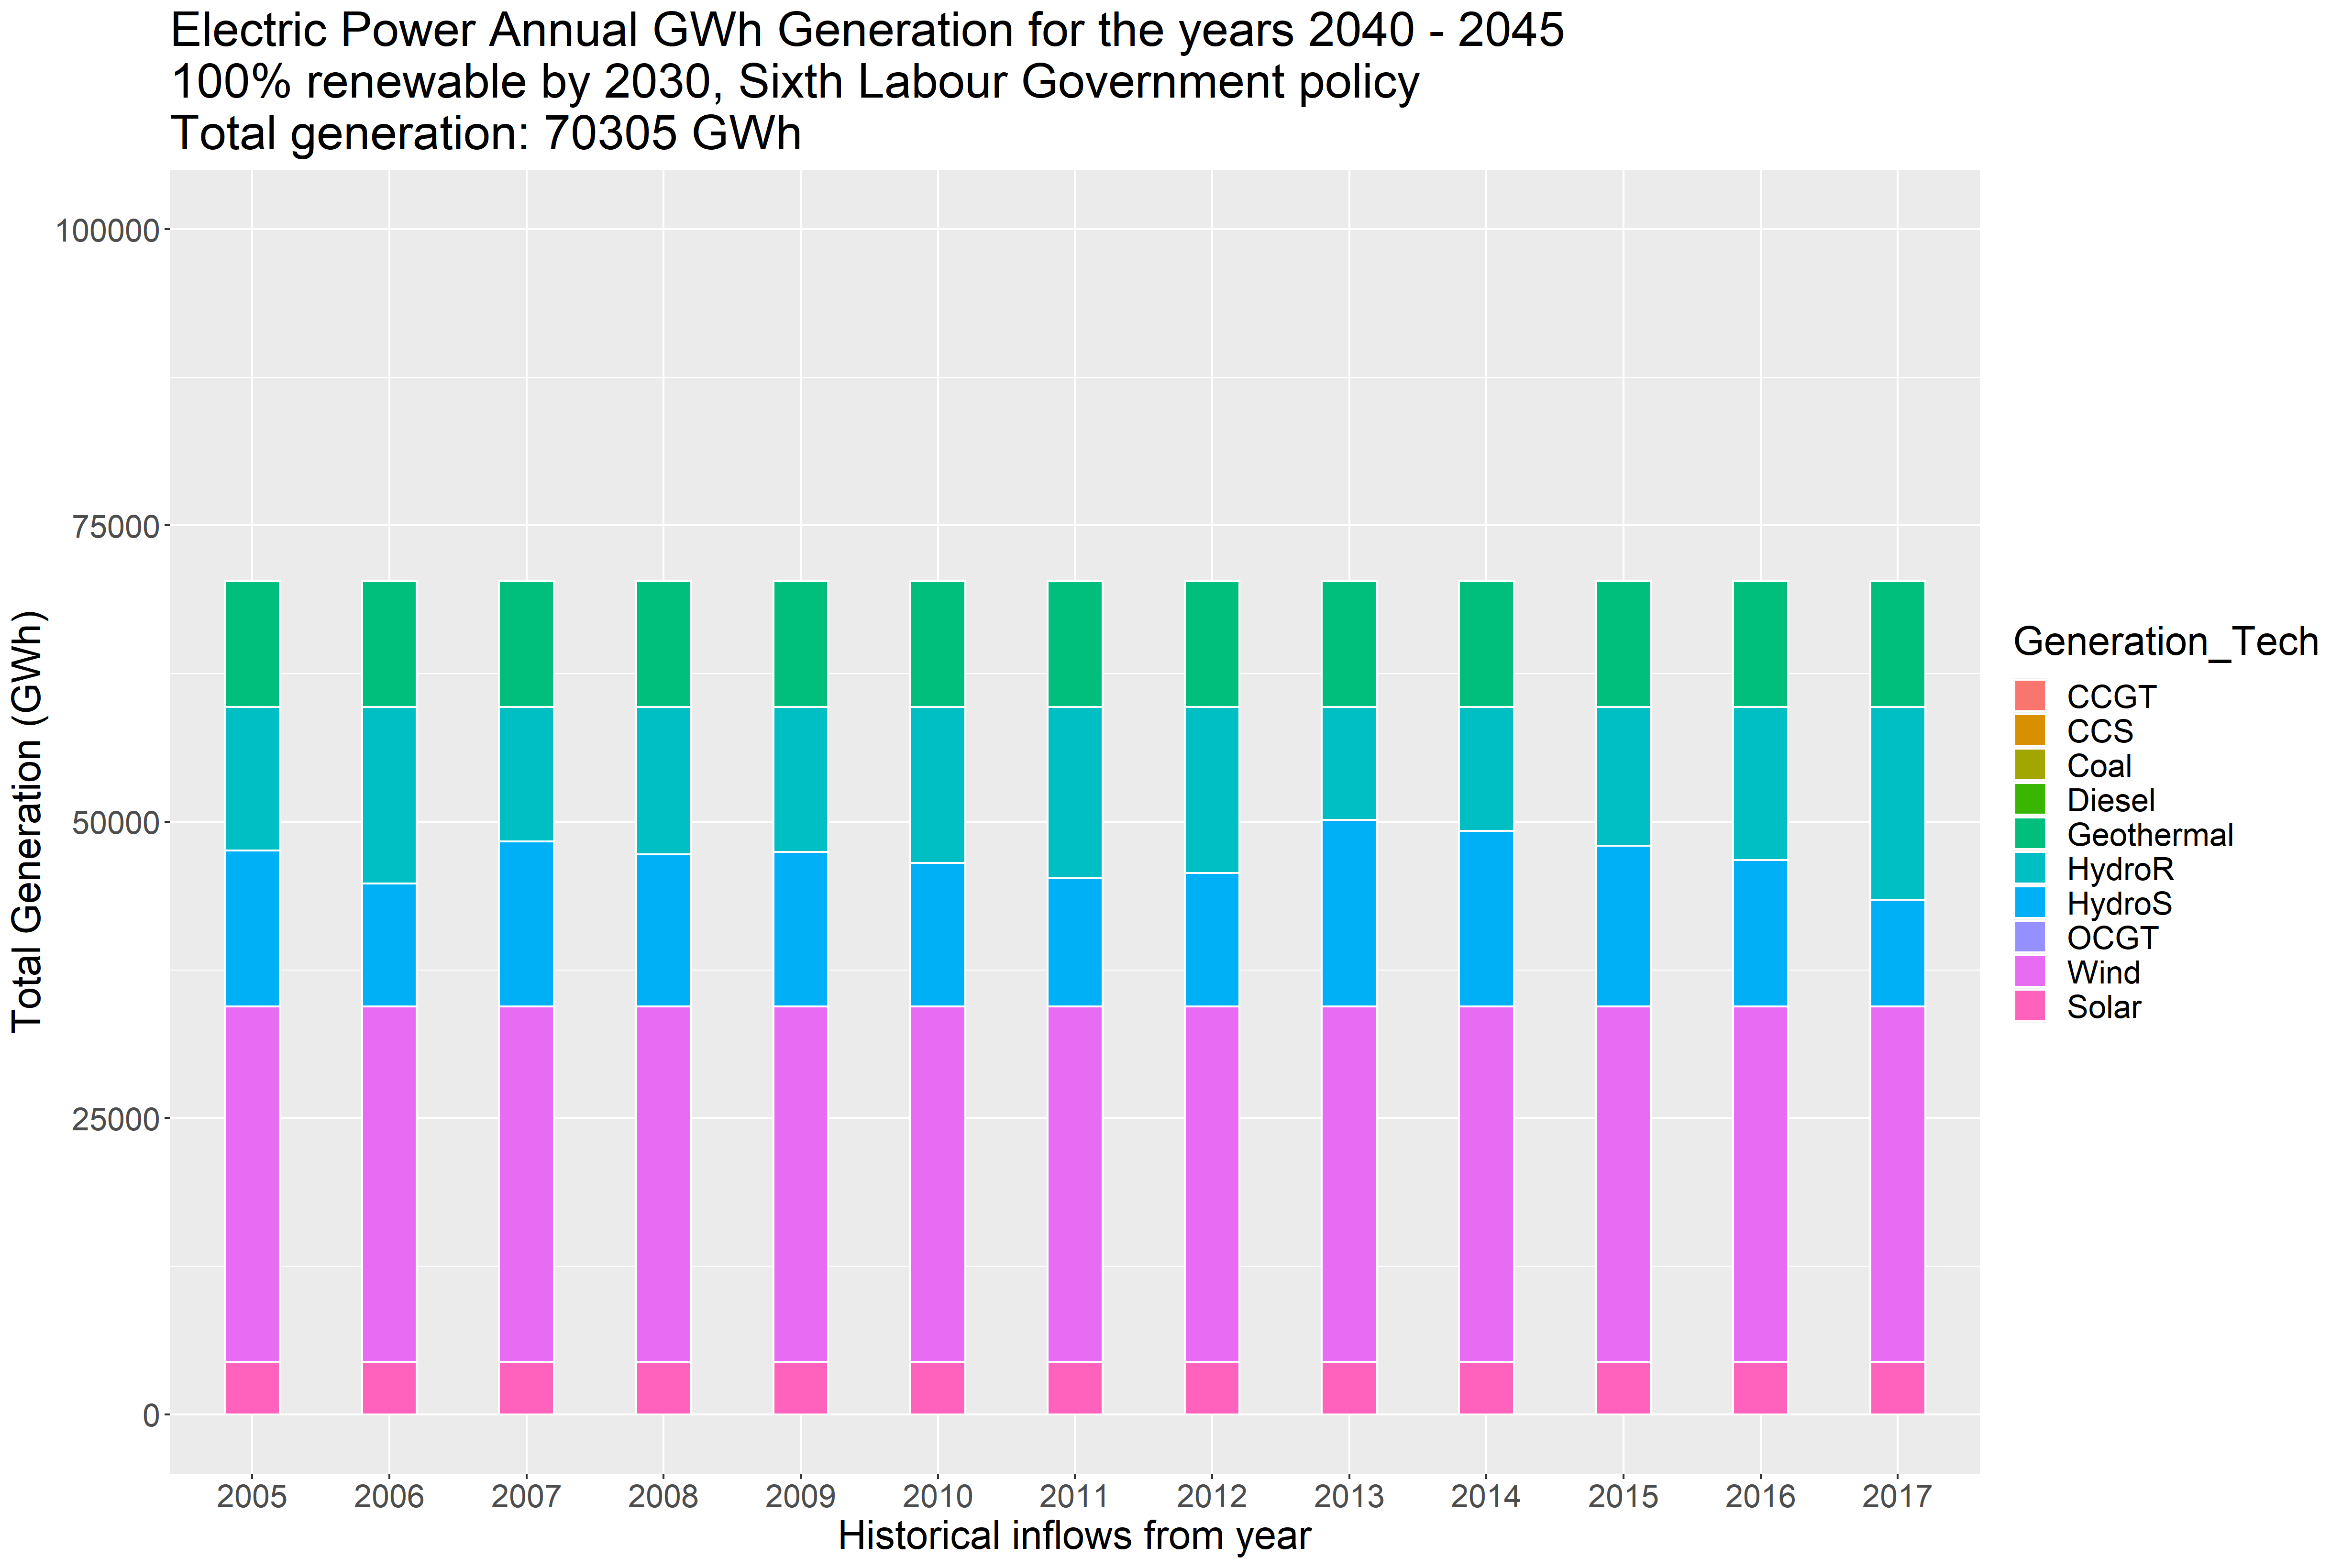 Electric Power Annual GWh Generation for the years 2040 - 2045
100% renewable by 2030, Sixth Labour Government policy
Total generation: 70305 GWh
Total Generation (GWh)
100000
75000
50000
25000
0
2005 2006 2007 2008 2009 2010 2011 2012 2013 2014 2015 2016 2017
Historical inflows from year
Generation_Tech
CCGT
CCS
Coal
Diesel
Geothermal
HydroR
HydroS
OCGT
Wind
Solar